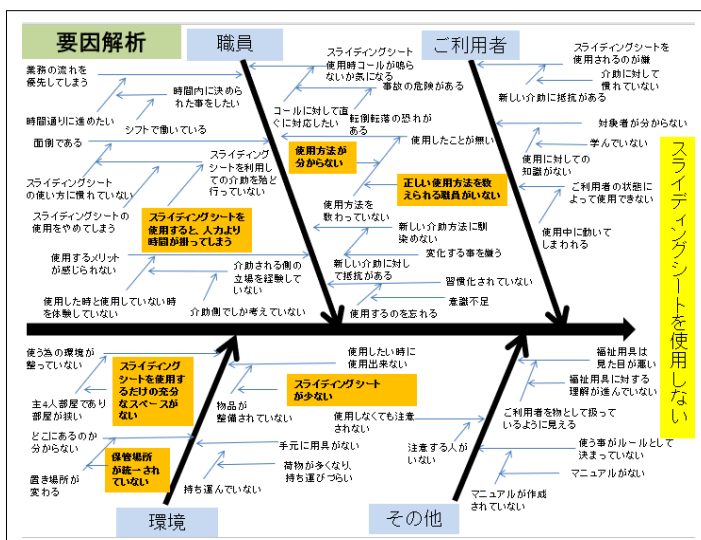 要因解析
職員
ご利用者
業務の流れを
優先してしまう
時間内に決めら
れた事をしたい
時間通りに進めたい
シフトで働いている
面倒である
スライディングシート
の使い方に慣れていない
スライディング
シートを利用し
ての介助を殆ど
行っていない
スライディングシートの
使用をやめてしまう
スライディングシートを
使用すると、人力より
時間が掛ってしまう
使用するメリット
が感じられない
介助される側の
立場を経験して
いない
使用した時と使用していない時
を体験していない
介助側でしか考えていない
スライディングシート
使用時コールが鳴ら
ないか気になる
事故の危険がある
コールに対して直
ぐに対応したい
転倒転落の恐れが
ある
使用方法が
分からない
使用したことが無い
正しい使用方法を教
えられる職員がいない
使用方法を
教わっていない
新しい介助方法に馴
染めない
変化する事を嫌う
新しい介助に対し
て抵抗がある
習慣化されていない
意識不足
使用するのを忘れる
スライディングシート
を使用されるのが嫌
介助に対して
慣れていない
新しい介助に抵抗がある
対象者が分からない
学んでいない
使用に対しての
知識がない
ご利用者の状態に
よって使用できない
使用中に動いて
しまわれる
スライディングシートを使用しない
使う為の環境が
整っていない
スライディング
シートを使用す
るだけの充分
なスペースが
ない
主4人部屋であり
部屋が狭い
どこにあるのか
分からない
保管場所
が統一され
ていない
置き場所が
変わる
使用したい時に
使用出来ない
スライディングシート
が少ない
物品が
整備されていない
手元に用具がない
荷物が多くなり、
持ち運びづらい
持ち運んでいない
使用しなくても注意
されない
注意する人が
いない
福祉用具は
見た目が悪い
福祉用具に対する
理解が進んでいない
ご利用者を物として扱って
いるように見える
使う事がルールとして
決まっていない
マニュアルがない
マニュアルが作成
されていない
環境
その他